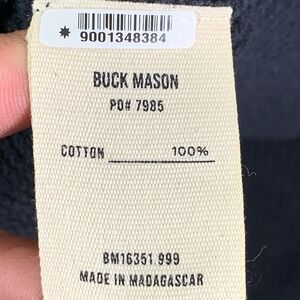 * 9001348384
BUCK MASON
PO# 7985
COTTON 100%
BM16351.999
MADE IN MADAGASCAR